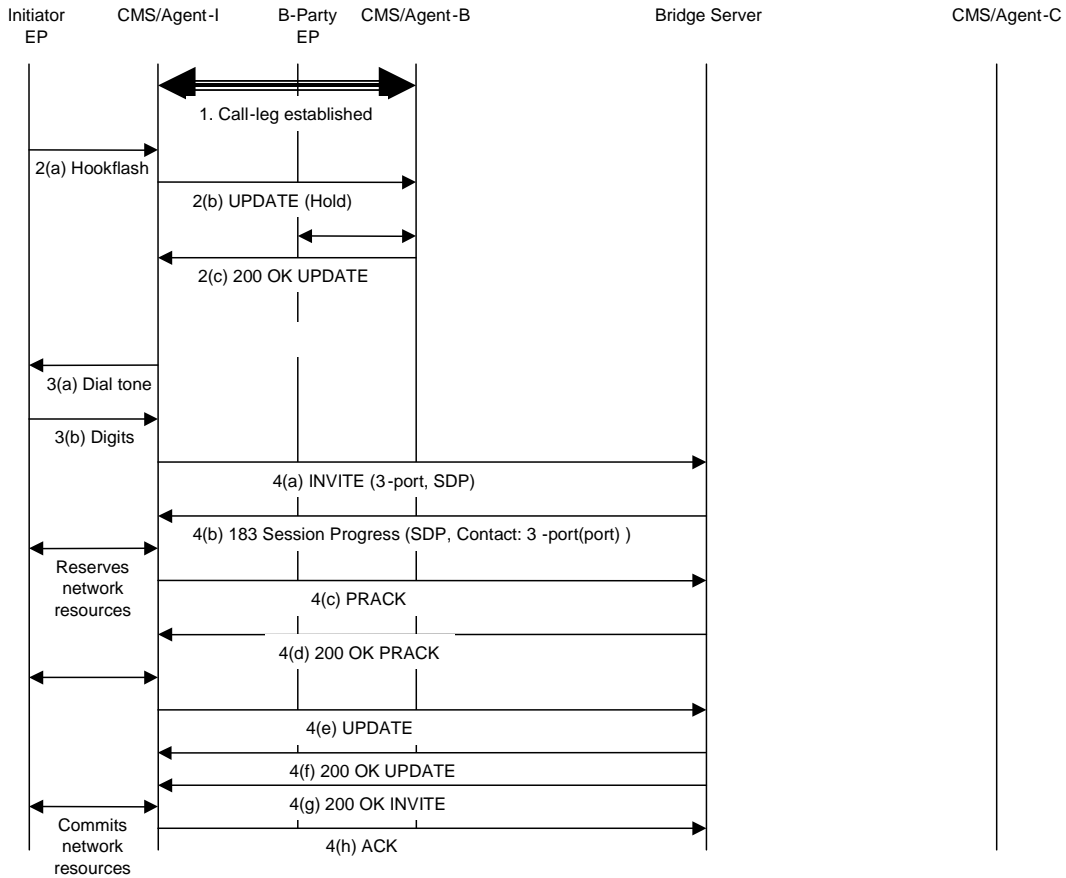 Initiator
EP
CMS/Agent-I
B-Party
EP
CMS/Agent-B
Bridge Server
CMS/Agent-C
1. Call-leg established
2(a) Hookflash
2(b) UPDATE (Hold)
2(c) 200 OK UPDATE
3(a) Dial tone
3(b) Digits
4(a) INVITE (3-port, SDP)
4(b) 183 Session Progress (SDP, Contact: 3 -port(port) )
Reserves
network
resources
4(c) PRACK
4(d) 200 OK PRACK
4(e) UPDATE
4(f) 200 OK UPDATE
4(g) 200 OK INVITE
Commits
network
resources
4(h) ACK